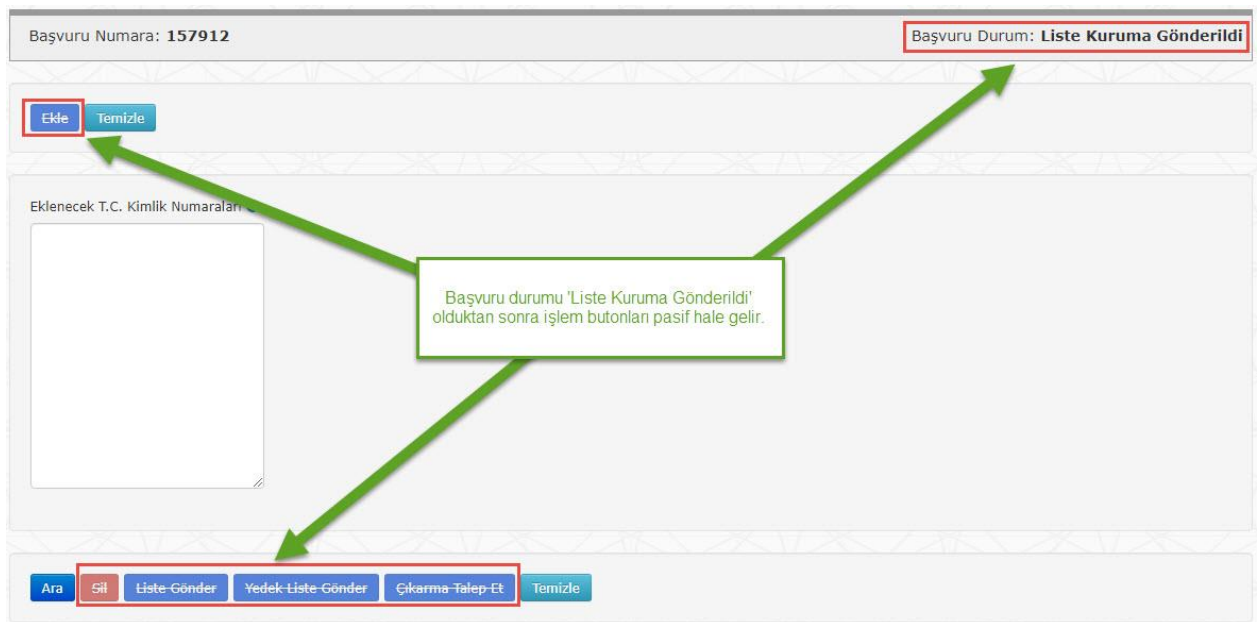 Başvuru Numara: 157912
Başvuru Durum: Liste Kuruma Gönderildi
Ekle Temizle
Eklenecek T.C. Kimlik Numaraları
Başvuru durumu 'Liste Kuruma Gönderildi'
olduktan sonra işlem butonları pasif hale gelir.
Ara Sil Liste Gönder Yedek Liste Gönder Çıkarma Talep Et Temizle